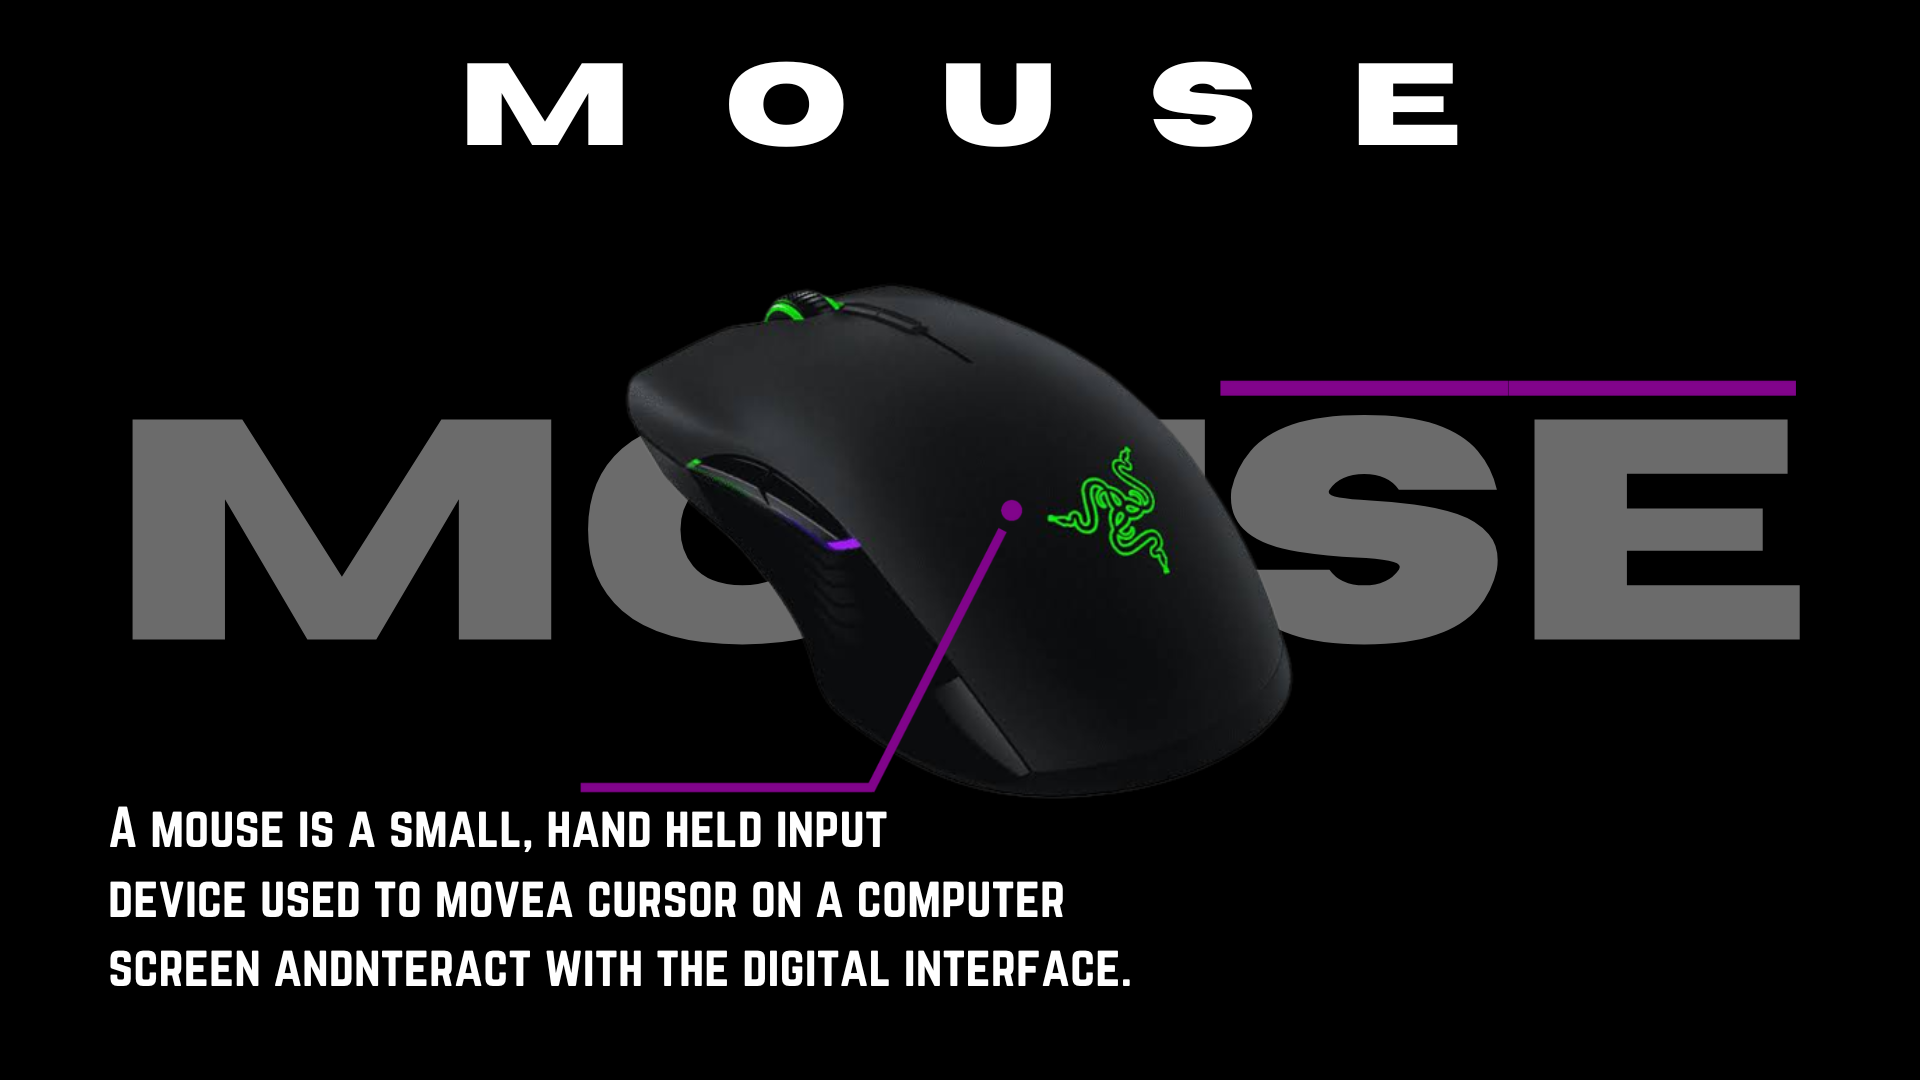 MOUSE
MOUSE
A MOUSE IS A SMALL, HAND HELD INPUT
DEVICE USED TO MOVEA CURSOR ON A COMPUTER
SCREEN ANDNTERACT WITH THE DIGITAL INTERFACE.